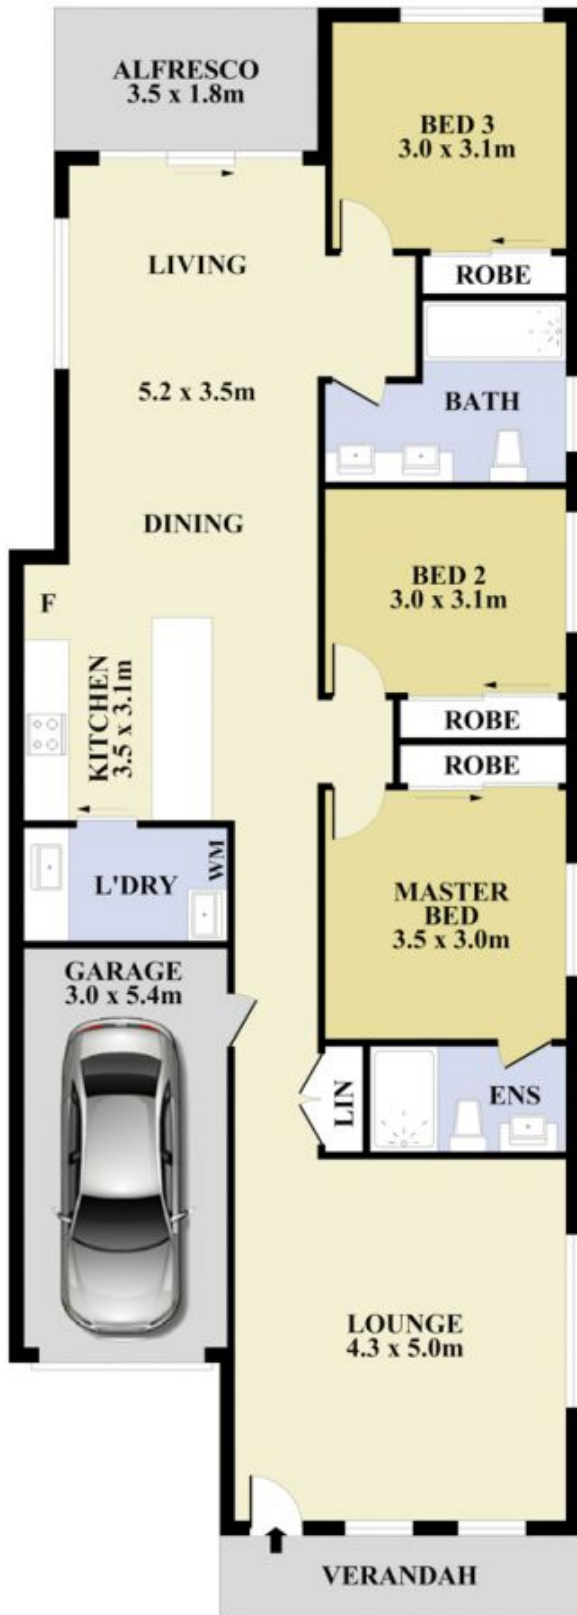 ALFRESCO
3.5 x 1.8m
BED 3
3.0 x 3.1m
LIVING
ROBE
5.2 x 3.5m
BATH
DINING
BED 2
3.0 x 3.1m
F
KITCHEN
3.5 x 3.1m
ROBE
ROBE
L'DRY
WM
MASTER
BED
3.5 x 3.0m
GARAGE
3.0 x 5.4m
LIN
ENS
LOUNGE
4.3 x 5.0m
VERANDAH